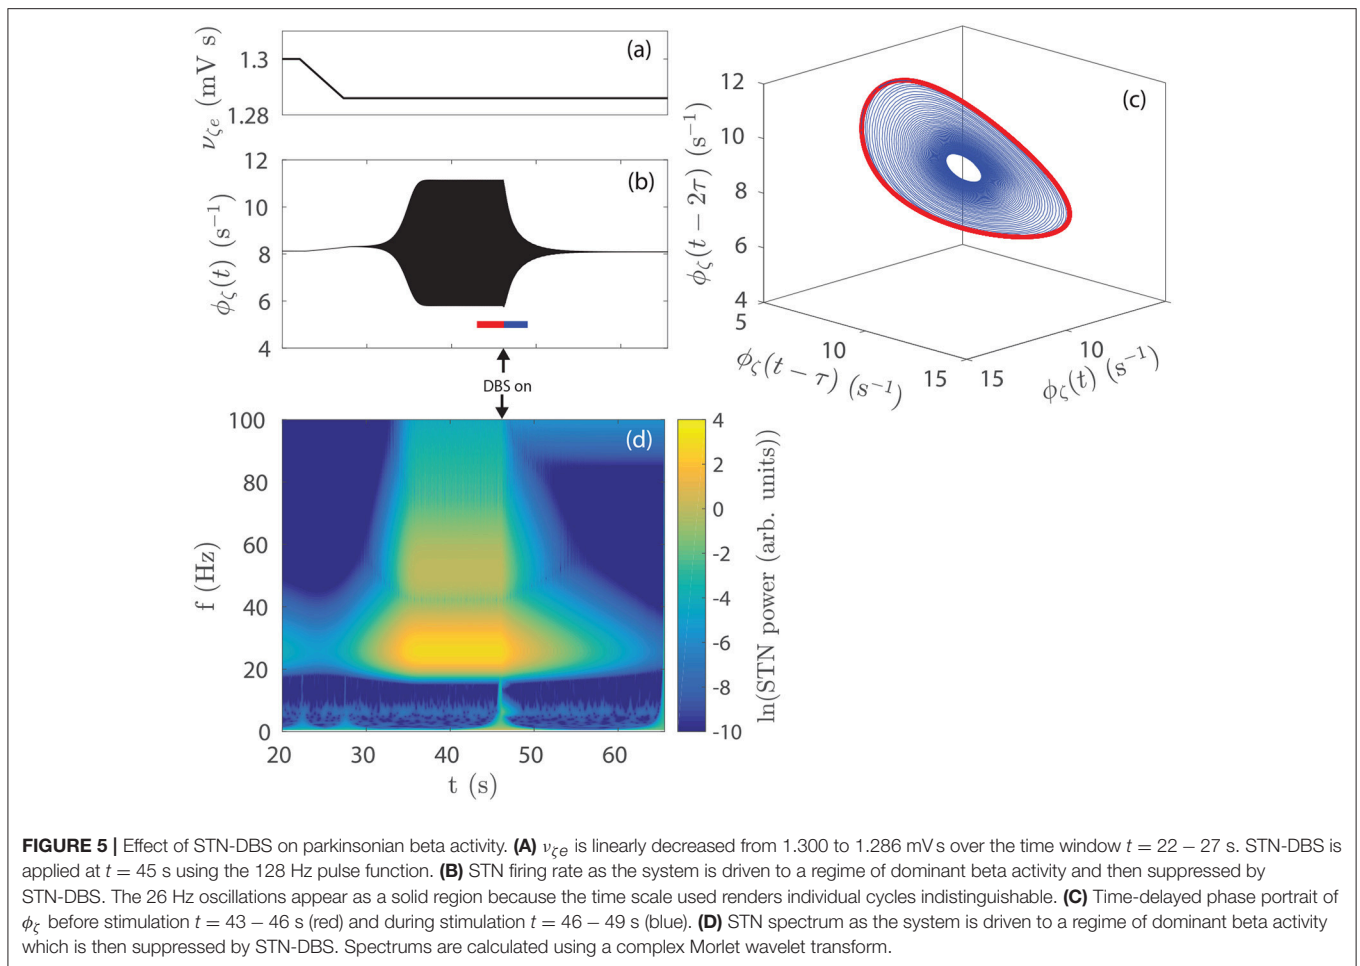 (a)
ν_ζe (mV s)
1.3
1.28
(b)
ϕ_ζ(t) (s⁻¹)
12
10
8
6
4
DBS on
(c)
ϕ_ζ(t − 2τ) (s⁻¹)
12
10
8
6
4
5
10
15
ϕ_ζ(t − τ) (s⁻¹)
15
10
ϕ_ζ(t) (s⁻¹)
(d)
f (Hz)
100
80
60
40
20
0
20 30 40 50 60
t (s)
4
2
0
-2
-4
-6
-8
-10
ln(STN power (arb. units))
FIGURE 5 | Effect of STN-DBS on parkinsonian beta activity. (A) ν_ζe is linearly decreased from 1.300 to 1.286 mV s over the time window t = 22 – 27 s. STN-DBS is
applied at t = 45 s using the 128 Hz pulse function. (B) STN firing rate as the system is driven to a regime of dominant beta activity and then suppressed by
STN-DBS. The 26 Hz oscillations appear as a solid region because the time scale used renders individual cycles indistinguishable. (C) Time-delayed phase portrait of
ϕ_ζ before stimulation t = 43 – 46 s (red) and during stimulation t = 46 – 49 s (blue). (D) STN spectrum as the system is driven to a regime of dominant beta activity
which is then suppressed by STN-DBS. Spectrums are calculated using a complex Morlet wavelet transform.